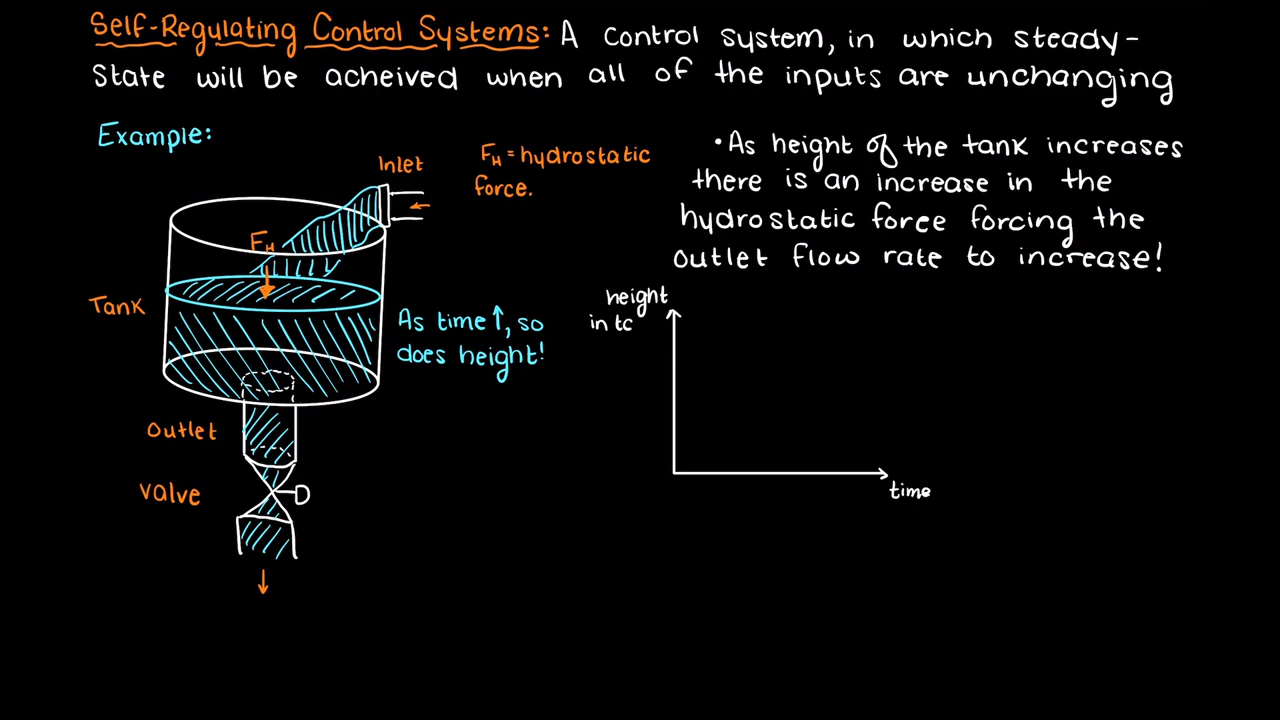 Self-Regulating Control Systems: A control system, in which steady-
State will be acheived when all of the inputs are unchanging
Example:
Inlet
FH = hydrostatic
force.
• As height of the tank increases
there is an increase in the
hydrostatic force forcing the
outlet flow rate to increase!
FH
Tank
As time ↑, so
does height!
height
in tc
time
Outlet
Valve